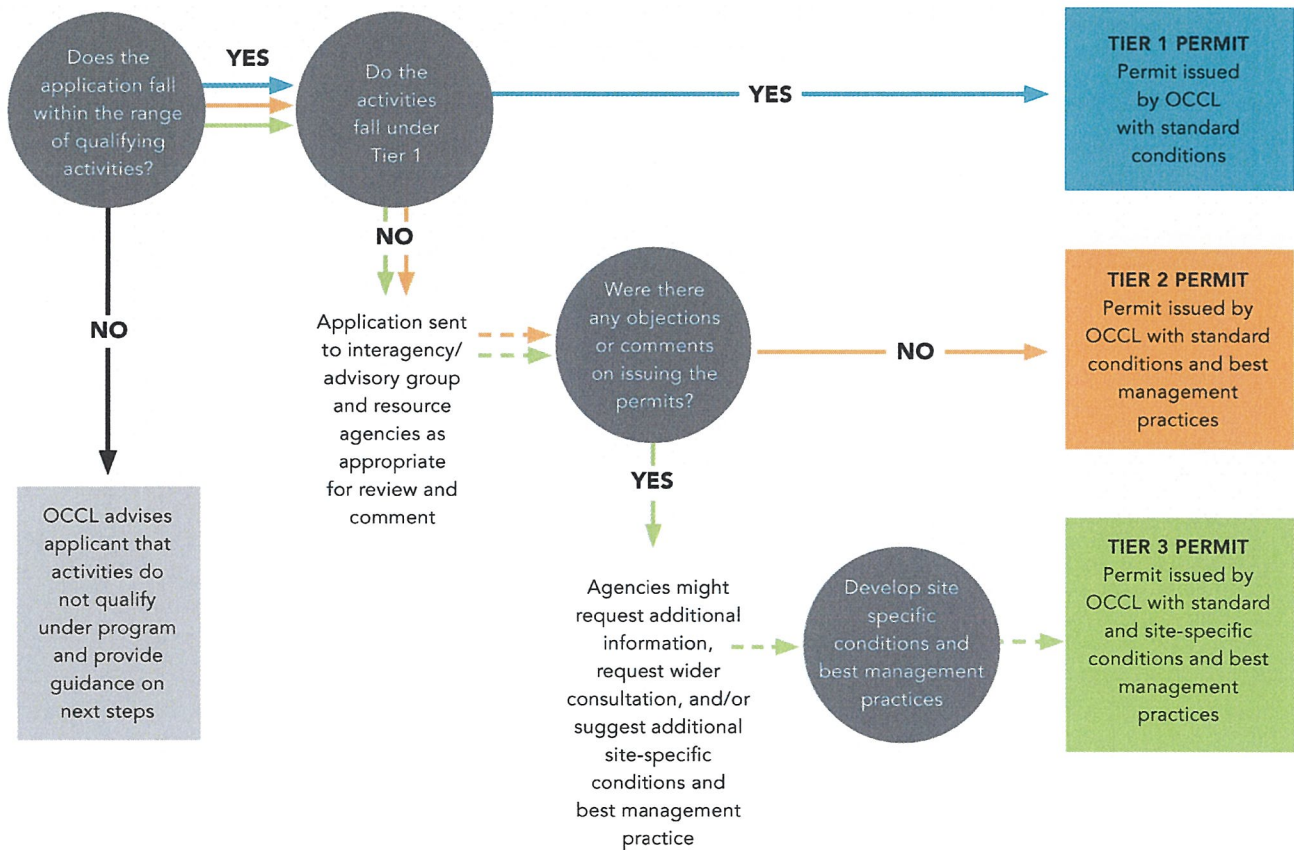 Does the
application fall
within the range
of qualifying
activities?
YES
Do the
activities
fall under
Tier 1
YES
TIER 1 PERMIT
Permit issued
by OCCL
with standard
conditions
NO
NO
Application sent
to interagency/
advisory group
and resource
agencies as
appropriate
for review and
comment
Were there
any objections
or comments
on issuing the
permits?
NO
TIER 2 PERMIT
Permit issued by
OCCL with standard
conditions and best
management
practices
OCCL advises
applicant that
activities do
not qualify
under program
and provide
guidance on
next steps
YES
Agencies might
request additional
information,
request wider
consultation, and/or
suggest additional
site-specific
conditions and
best management
practice
Develop site
specific
conditions and
best management
practices
TIER 3 PERMIT
Permit issued by
OCCL with standard
and site-specific
conditions and best
management
practices